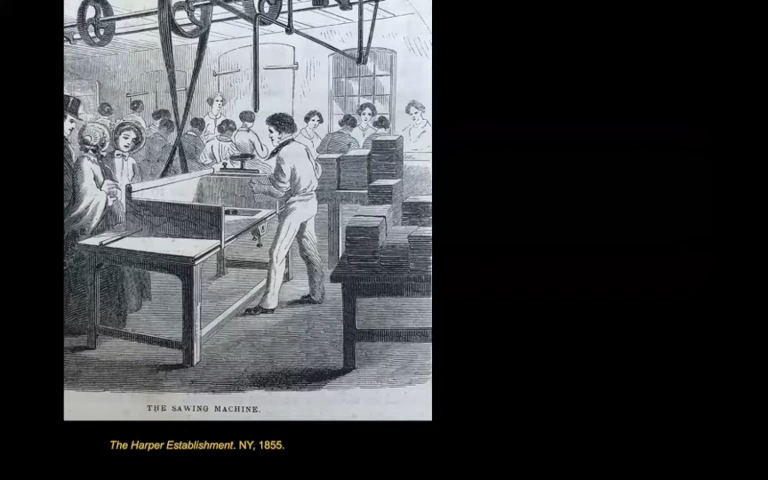 THE SAWING MACHINE.
The Harper Establishment. NY, 1855.